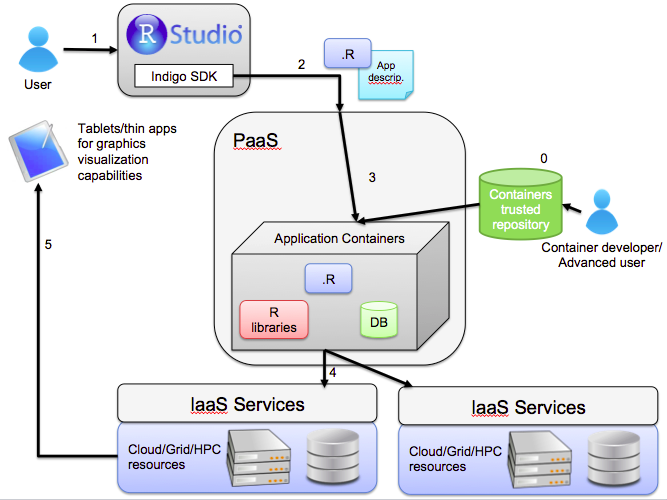 1
R Studio®
Indigo SDK
User
2
.R
App
descrip.
Tablets/thin apps
for graphics
visualization
capabilities
PaaS
3
0
Containers
trusted
repository
Container developer/
Advanced user
5
Application Containers
.R
R
libraries
DB
4
IaaS Services
Cloud/Grid/HPC
resources
IaaS Services
Cloud/Grid/HPC
resources